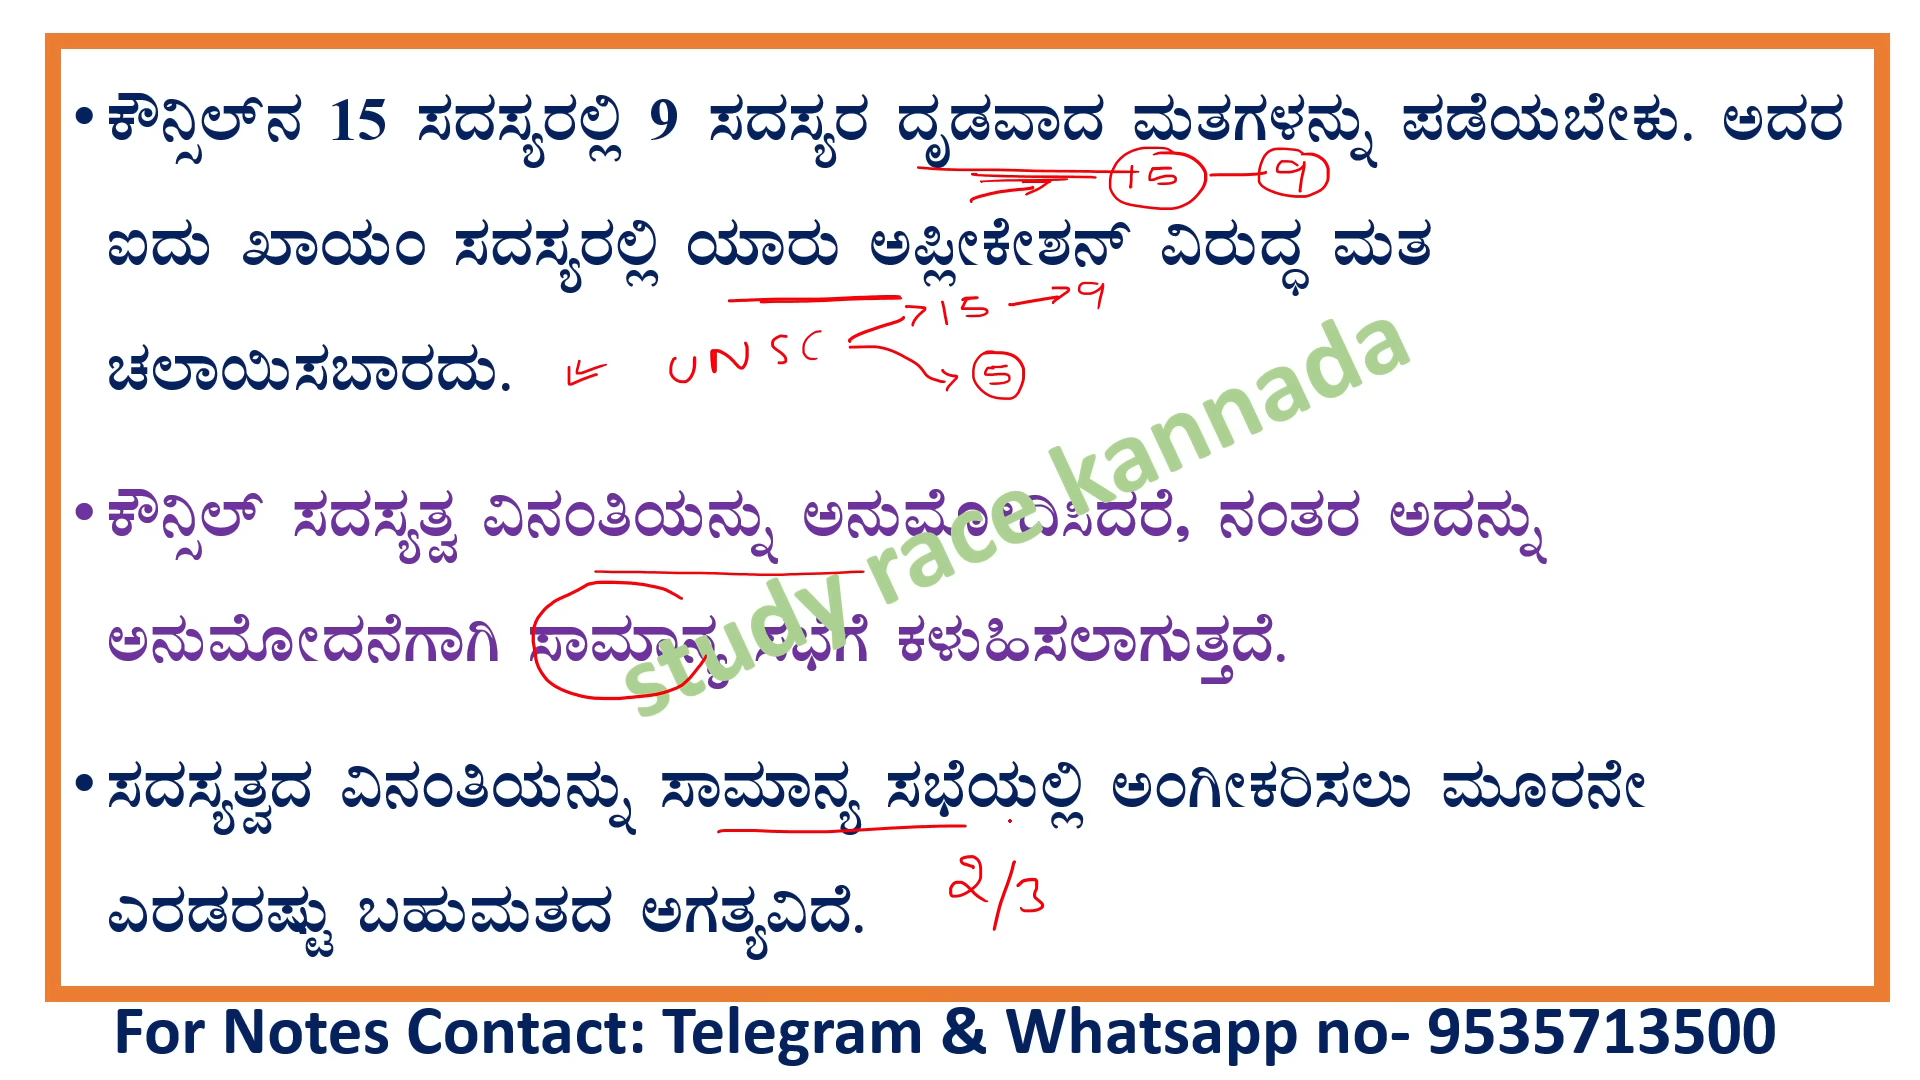 • ಕೌನ್ಸಿಲ್‌ನ 15 ಸದಸ್ಯರಲ್ಲಿ 9 ಸದಸ್ಯರ ದೃಡವಾದ ಮತಗಳನ್ನು ಪಡೆಯಬೇಕು. ಅದರ
15 9
ಐದು ಖಾಯಂ ಸದಸ್ಯರಲ್ಲಿ ಯಾರು ಅಪ್ಲೀಕೇಶನ್ ವಿರುದ್ಧ ಮತ
15 9
ಚಲಾಯಿಸಬಾರದು. UNSC
5
• ಕೌನ್ಸಿಲ್ ಸದಸ್ಯತ್ವ ವಿನಂತಿಯನ್ನು ಅನುಮೋದಿಸಿದರೆ, ನಂತರ ಅದನ್ನು
ಅನುಮೋದನೆಗಾಗಿ ಸಾಮಾನ್ಯ ಸಭೆಗೆ ಕಳುಹಿಸಲಾಗುತ್ತದೆ.
study race kannada
• ಸದಸ್ಯತ್ವದ ವಿನಂತಿಯನ್ನು ಸಾಮಾನ್ಯ ಸಭೆಯಲ್ಲಿ ಅಂಗೀಕರಿಸಲು ಮೂರನೇ
ಎರಡರಷ್ಟು ಬಹುಮತದ ಅಗತ್ಯವಿದೆ. 2/3
For Notes Contact: Telegram & Whatsapp no- 9535713500